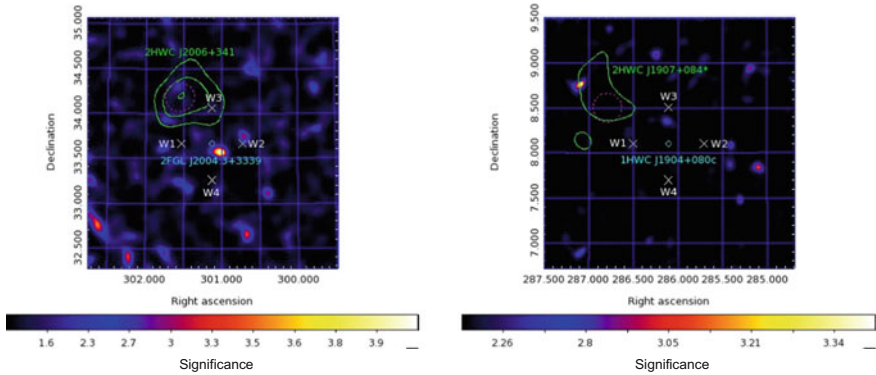 35.000
34.500
34.000
33.500
33.000
32.500
Declination
2HWC J2006+341
W3
W1
W2
2FGL J2004 3+3339
W4
302.000
301.000
300.000
Right ascension
1.6
2.3
2.7
3
3.3
3.5
3.6
3.8
3.9
Significance
9.500
9.000
8.500
8.000
7.500
7.000
Declination
2HWC J1907+084*
W3
W1
W2
1HWC J1904+080c
W4
287.500
287.000
286.500
286.000
285.500
285.000
Right ascension
2.26
2.8
3.05
3.21
3.34
Significance